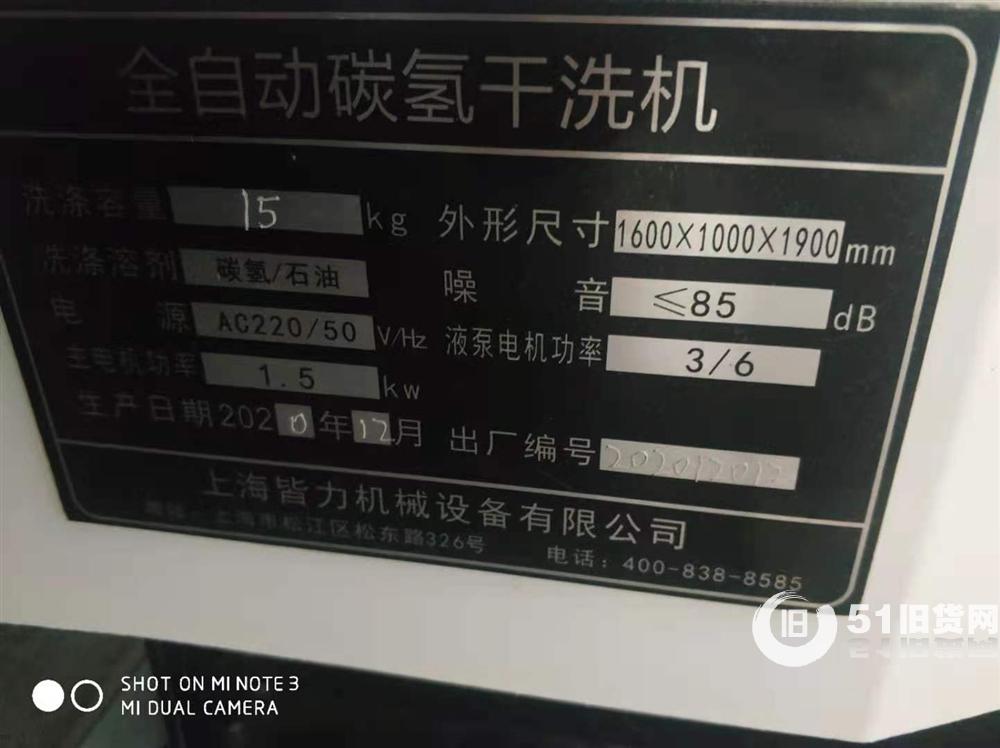 全自动碳氢干洗机
洗涤容量 15 kg 外形尺寸 1600X1000X1900 mm
洗涤溶剂 碳氢/石油 噪音 ≤85 dB
电源 AC220/50 V/Hz 液泵电机功率 3/6
主电机功率 1.5 kw
生产日期 2020年12月 出厂编号
上海皆力机械设备有限公司
上海市松江区松东路326号 电话：400-838-8585
51旧货网
旧
SHOT ON MI NOTE 3
MI DUAL CAMERA